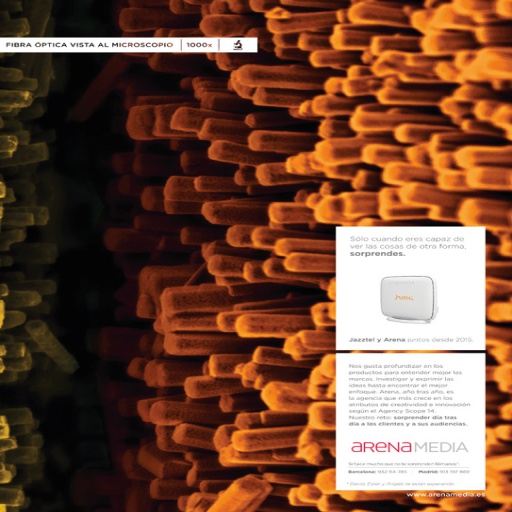 FIBRA ÓPTICA VISTA AL MICROSCOPIO | 1000x
Sólo cuando eres capaz de
ver las cosas de otra forma,
sorprendes.
Jazztel y Arena juntos desde 2015.
Nos gusta profundizar en los
productos para entender mejor las
marcas. Investigar y exprimir las
ideas hasta encontrar el mejor
enfoque. Arena, año tras año, es
la agencia que más crece en los
atributos de creatividad e innovación
según el Agency Scope 14.
Nuestro reto: sorprender día tras
día a los clientes y a sus audiencias.
arena MEDIA
Barcelona: Madrid:
www.arenamedia.es